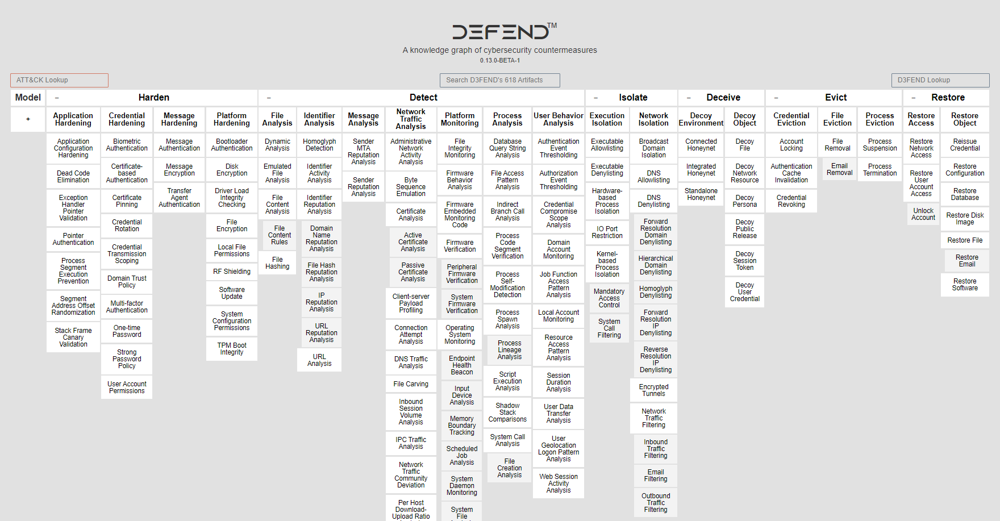 DEFEND™
A knowledge graph of cybersecurity countermeasures
0.13.0-BETA-1
ATT&CK Lookup
Search D3FEND's 618 Artifacts
D3FEND Lookup
Model
–
Harden
–
Detect
–
Isolate
–
Deceive
–
Evict
–
Restore
+
Application
Hardening
Credential
Hardening
Message
Hardening
Platform
Hardening
File
Analysis
Identifier
Analysis
Message
Analysis
Network
Traffic
Analysis
Platform
Monitoring
Process
Analysis
User Behavior
Analysis
Execution
Isolation
Network
Isolation
Decoy
Environment
Decoy
Object
Credential
Eviction
File
Eviction
Process
Eviction
Restore
Access
Restore
Object
Application
Configuration
Hardening
Dead Code
Elimination
Exception
Handler
Pointer
Validation
Pointer
Authentication
Process
Segment
Execution
Prevention
Segment
Address Offset
Randomization
Stack Frame
Canary
Validation
Biometric
Authentication
Certificate-
based
Authentication
Certificate
Pinning
Credential
Rotation
Credential
Transmission
Scoping
Domain Trust
Policy
Multi-factor
Authentication
One-time
Password
Strong
Password
Policy
User Account
Permissions
Message
Authentication
Message
Encryption
Transfer
Agent
Authentication
Bootloader
Authentication
Disk
Encryption
Driver Load
Integrity
Checking
File
Encryption
Local File
Permissions
RF Shielding
Software
Update
System
Configuration
Permissions
TPM Boot
Integrity
Dynamic
Analysis
Emulated
File
Analysis
File
Content
Analysis
File
Content
Rules
File
Hashing
Homoglyph
Detection
Identifier
Activity
Analysis
Identifier
Reputation
Analysis
Domain
Name
Reputation
Analysis
File Hash
Reputation
Analysis
IP
Reputation
Analysis
URL
Reputation
Analysis
URL
Analysis
Sender
MTA
Reputation
Analysis
Sender
Reputation
Analysis
Administrative
Network
Activity
Analysis
Byte
Sequence
Emulation
Certificate
Analysis
Active
Certificate
Analysis
Passive
Certificate
Analysis
Client-server
Payload
Profiling
Connection
Attempt
Analysis
DNS Traffic
Analysis
File Carving
Inbound
Session
Volume
Analysis
IPC Traffic
Analysis
Network
Traffic
Community
Deviation
Per Host
Download-
Upload Ratio
File
Integrity
Monitoring
Firmware
Behavior
Analysis
Firmware
Embedded
Monitoring
Code
Firmware
Verification
Peripheral
Firmware
Verification
System
Firmware
Verification
Operating
System
Monitoring
Endpoint
Health
Beacon
Input
Device
Analysis
Memory
Boundary
Tracking
Scheduled
Job
Analysis
System
Daemon
Monitoring
System
File
Database
Query String
Analysis
File Access
Pattern
Analysis
Indirect
Branch Call
Analysis
Process
Code
Segment
Verification
Process
Self-
Modification
Detection
Process
Spawn
Analysis
Process
Lineage
Analysis
Script
Execution
Analysis
Shadow
Stack
Comparisons
System Call
Analysis
File
Creation
Analysis
Authentication
Event
Thresholding
Authorization
Event
Thresholding
Credential
Compromise
Scope
Analysis
Domain
Account
Monitoring
Job Function
Access
Pattern
Analysis
Local Account
Monitoring
Resource
Access
Pattern
Analysis
Session
Duration
Analysis
User Data
Transfer
Analysis
User
Geolocation
Logon Pattern
Analysis
Web Session
Activity
Analysis
Executable
Allowlisting
Executable
Denylisting
Hardware-
based
Process
Isolation
IO Port
Restriction
Kernel-
based
Process
Isolation
Mandatory
Access
Control
System
Call
Filtering
Broadcast
Domain
Isolation
DNS
Allowlisting
DNS
Denylisting
Forward
Resolution
Domain
Denylisting
Hierarchical
Domain
Denylisting
Homoglyph
Denylisting
Forward
Resolution
IP
Denylisting
Reverse
Resolution
IP
Denylisting
Encrypted
Tunnels
Network
Traffic
Filtering
Inbound
Traffic
Filtering
Email
Filtering
Outbound
Traffic
Filtering
Connected
Honeynet
Integrated
Honeynet
Standalone
Honeynet
Decoy
File
Decoy
Network
Resource
Decoy
Persona
Decoy
Public
Release
Decoy
Session
Token
Decoy
User
Credential
Account
Locking
Authentication
Cache
Invalidation
Credential
Revoking
File
Removal
Email
Removal
Process
Suspension
Process
Termination
Restore
Network
Access
Restore
User
Account
Access
Unlock
Account
Reissue
Credential
Restore
Configuration
Restore
Database
Restore Disk
Image
Restore File
Restore
Email
Restore
Software